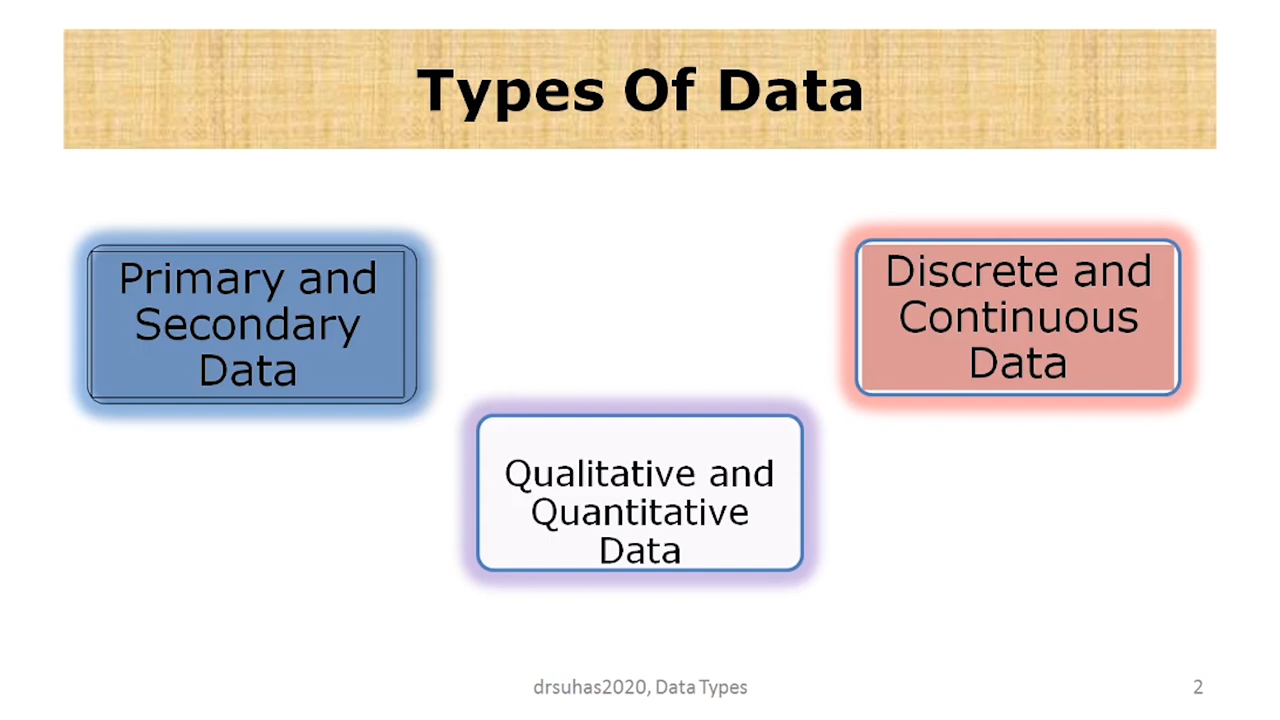 Types Of Data
Primary and
Secondary
Data
Discrete and
Continuous
Data
Qualitative and
Quantitative
Data
drsuhas2020, Data Types
2